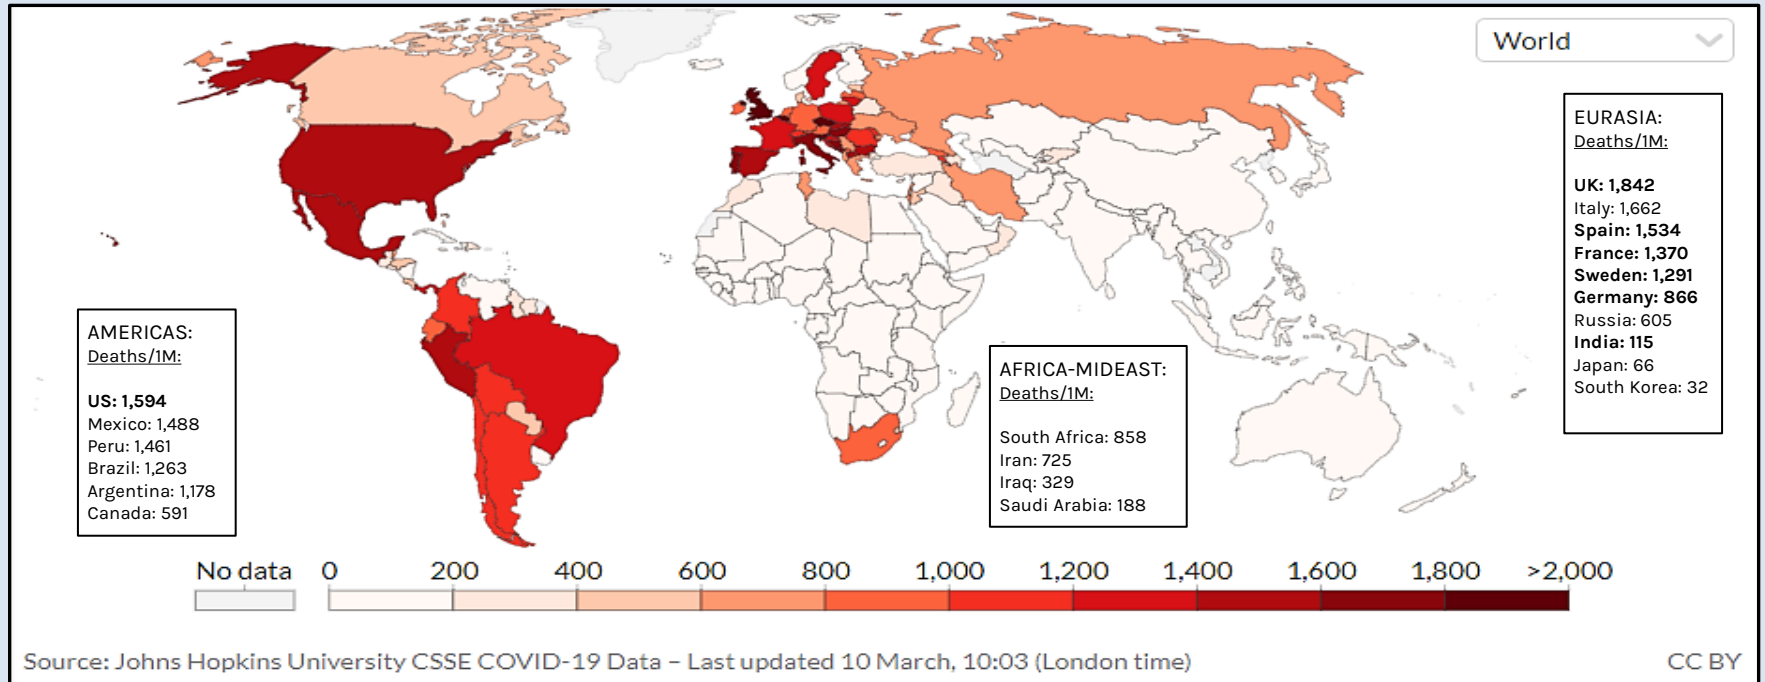 World
EURASIA:
Deaths/1M:
UK: 1,842
Italy: 1,662
Spain: 1,534
France: 1,370
Sweden: 1,291
Germany: 866
Russia: 605
India: 115
Japan: 66
South Korea: 32
AMERICAS:
Deaths/1M:
US: 1,594
Mexico: 1,488
Peru: 1,461
Brazil: 1,263
Argentina: 1,178
Canada: 591
AFRICA-MIDEAST:
Deaths/1M:
South Africa: 858
Iran: 725
Iraq: 329
Saudi Arabia: 188
No data 0 200 400 600 800 1,000 1,200 1,400 1,600 1,800 >2,000
Source: Johns Hopkins University CSSE COVID-19 Data – Last updated 10 March, 10:03 (London time) CC BY